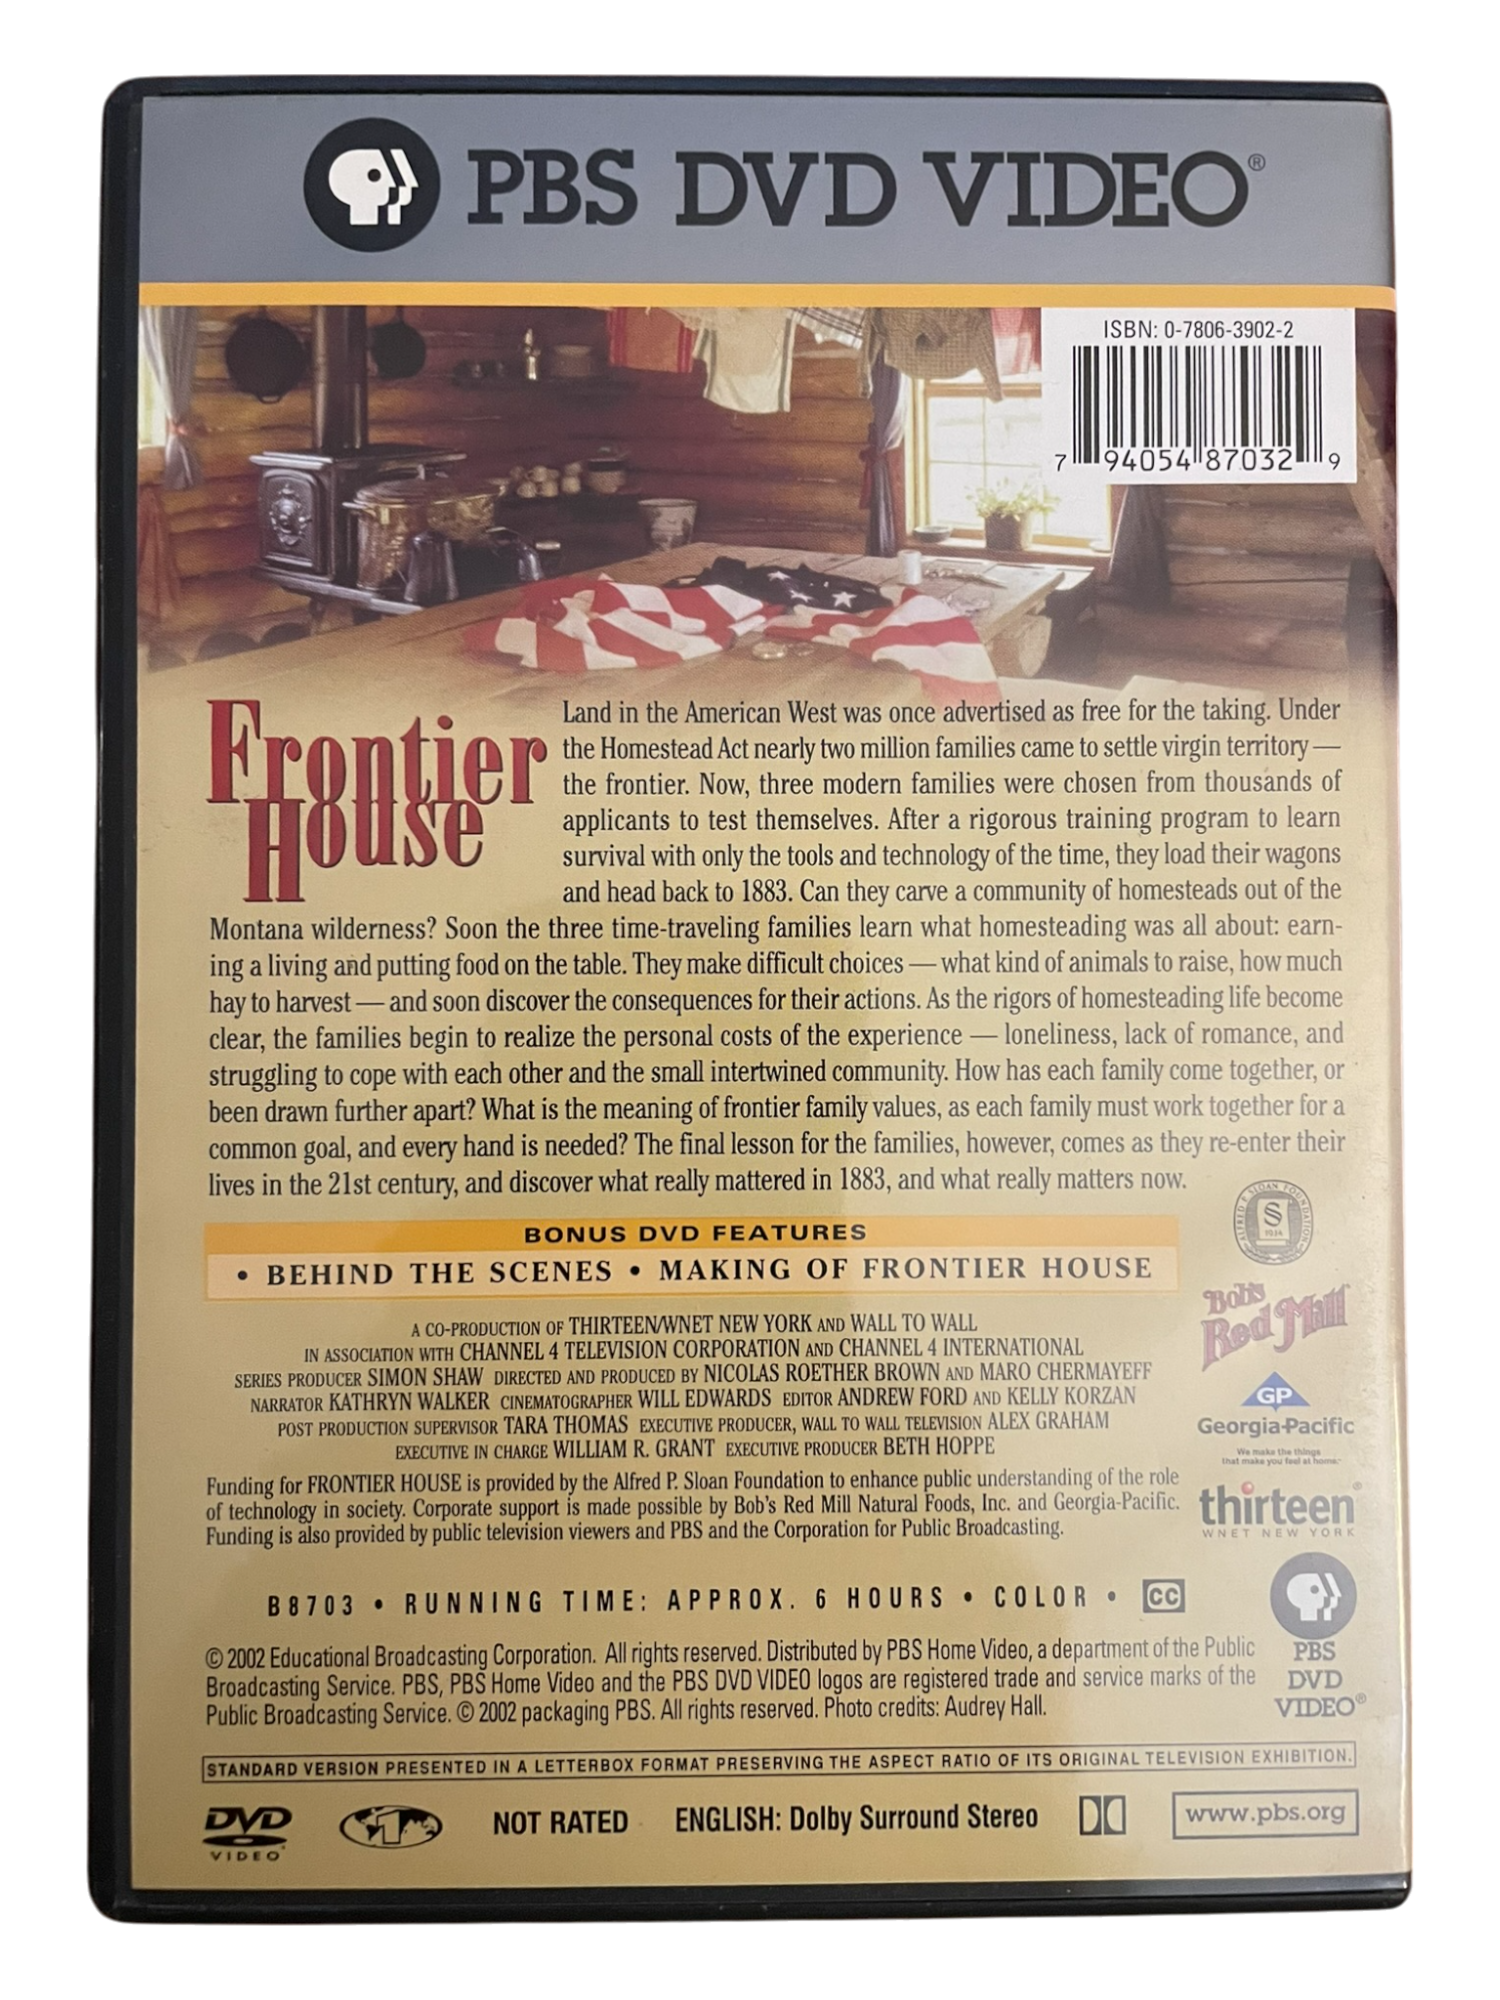 PBS DVD VIDEO®
ISBN: 0-7806-3902-2
7 94054 87032 9
Frontier
House
Land in the American West was once advertised as free for the taking. Under
the Homestead Act nearly two million families came to settle virgin territory —
the frontier. Now, three modern families were chosen from thousands of
applicants to test themselves. After a rigorous training program to learn
survival with only the tools and technology of the time, they load their wagons
and head back to 1883. Can they carve a community of homesteads out of the
Montana wilderness? Soon the three time-traveling families learn what homesteading was all about: earn-
ing a living and putting food on the table. They make difficult choices — what kind of animals to raise, how much
hay to harvest — and soon discover the consequences for their actions. As the rigors of homesteading life become
clear, the families begin to realize the personal costs of the experience — loneliness, lack of romance, and
struggling to cope with each other and the small intertwined community. How has each family come together, or
been drawn further apart? What is the meaning of frontier family values, as each family must work together for a
common goal, and every hand is needed? The final lesson for the families, however, comes as they re-enter their
lives in the 21st century, and discover what really mattered in 1883, and what really matters now.
ALFRED P. SLOAN FOUNDATION
1934
BONUS DVD FEATURES
• BEHIND THE SCENES • MAKING OF FRONTIER HOUSE
Bob's
Red Mill
A CO-PRODUCTION OF THIRTEEN/WNET NEW YORK AND WALL TO WALL
IN ASSOCIATION WITH CHANNEL 4 TELEVISION CORPORATION AND CHANNEL 4 INTERNATIONAL
SERIES PRODUCER SIMON SHAW DIRECTED AND PRODUCED BY NICOLAS ROETHER BROWN AND MARO CHERMAYEFF
NARRATOR KATHRYN WALKER CINEMATOGRAPHER WILL EDWARDS EDITOR ANDREW FORD AND KELLY KORZAN
POST PRODUCTION SUPERVISOR TARA THOMAS EXECUTIVE PRODUCER, WALL TO WALL TELEVISION ALEX GRAHAM
EXECUTIVE IN CHARGE WILLIAM R. GRANT EXECUTIVE PRODUCER BETH HOPPE
GP
Georgia-Pacific
We make the things
that make you feel at home.™
Funding for FRONTIER HOUSE is provided by the Alfred P. Sloan Foundation to enhance public understanding of the role
of technology in society. Corporate support is made possible by Bob's Red Mill Natural Foods, Inc. and Georgia-Pacific.
Funding is also provided by public television viewers and PBS and the Corporation for Public Broadcasting.
thirteen®
WNET NEW YORK
B8703 • RUNNING TIME: APPROX. 6 HOURS • COLOR • CC
© 2002 Educational Broadcasting Corporation. All rights reserved. Distributed by PBS Home Video, a department of the Public
Broadcasting Service. PBS, PBS Home Video and the PBS DVD VIDEO logos are registered trade and service marks of the
Public Broadcasting Service. © 2002 packaging PBS. All rights reserved. Photo credits: Audrey Hall.
PBS
DVD
VIDEO®
STANDARD VERSION PRESENTED IN A LETTERBOX FORMAT PRESERVING THE ASPECT RATIO OF ITS ORIGINAL TELEVISION EXHIBITION.
DVD
VIDEO
1
NOT RATED
ENGLISH: Dolby Surround Stereo
www.pbs.org